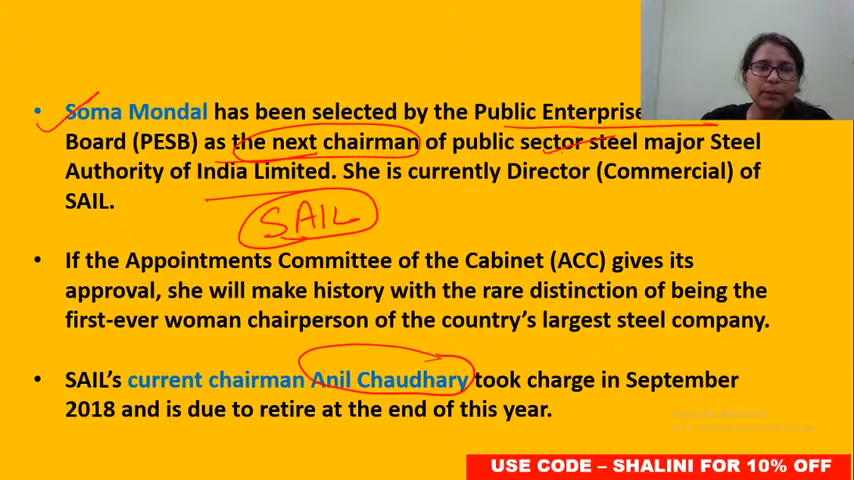 • Soma Mondal has been selected by the Public Enterprise
Board (PESB) as the next chairman of public sector steel major Steel
Authority of India Limited. She is currently Director (Commercial) of
SAIL.
SAIL
• If the Appointments Committee of the Cabinet (ACC) gives its
approval, she will make history with the rare distinction of being the
first-ever woman chairperson of the country's largest steel company.
• SAIL's current chairman Anil Chaudhary took charge in September
2018 and is due to retire at the end of this year.
USE CODE – SHALINI FOR 10% OFF